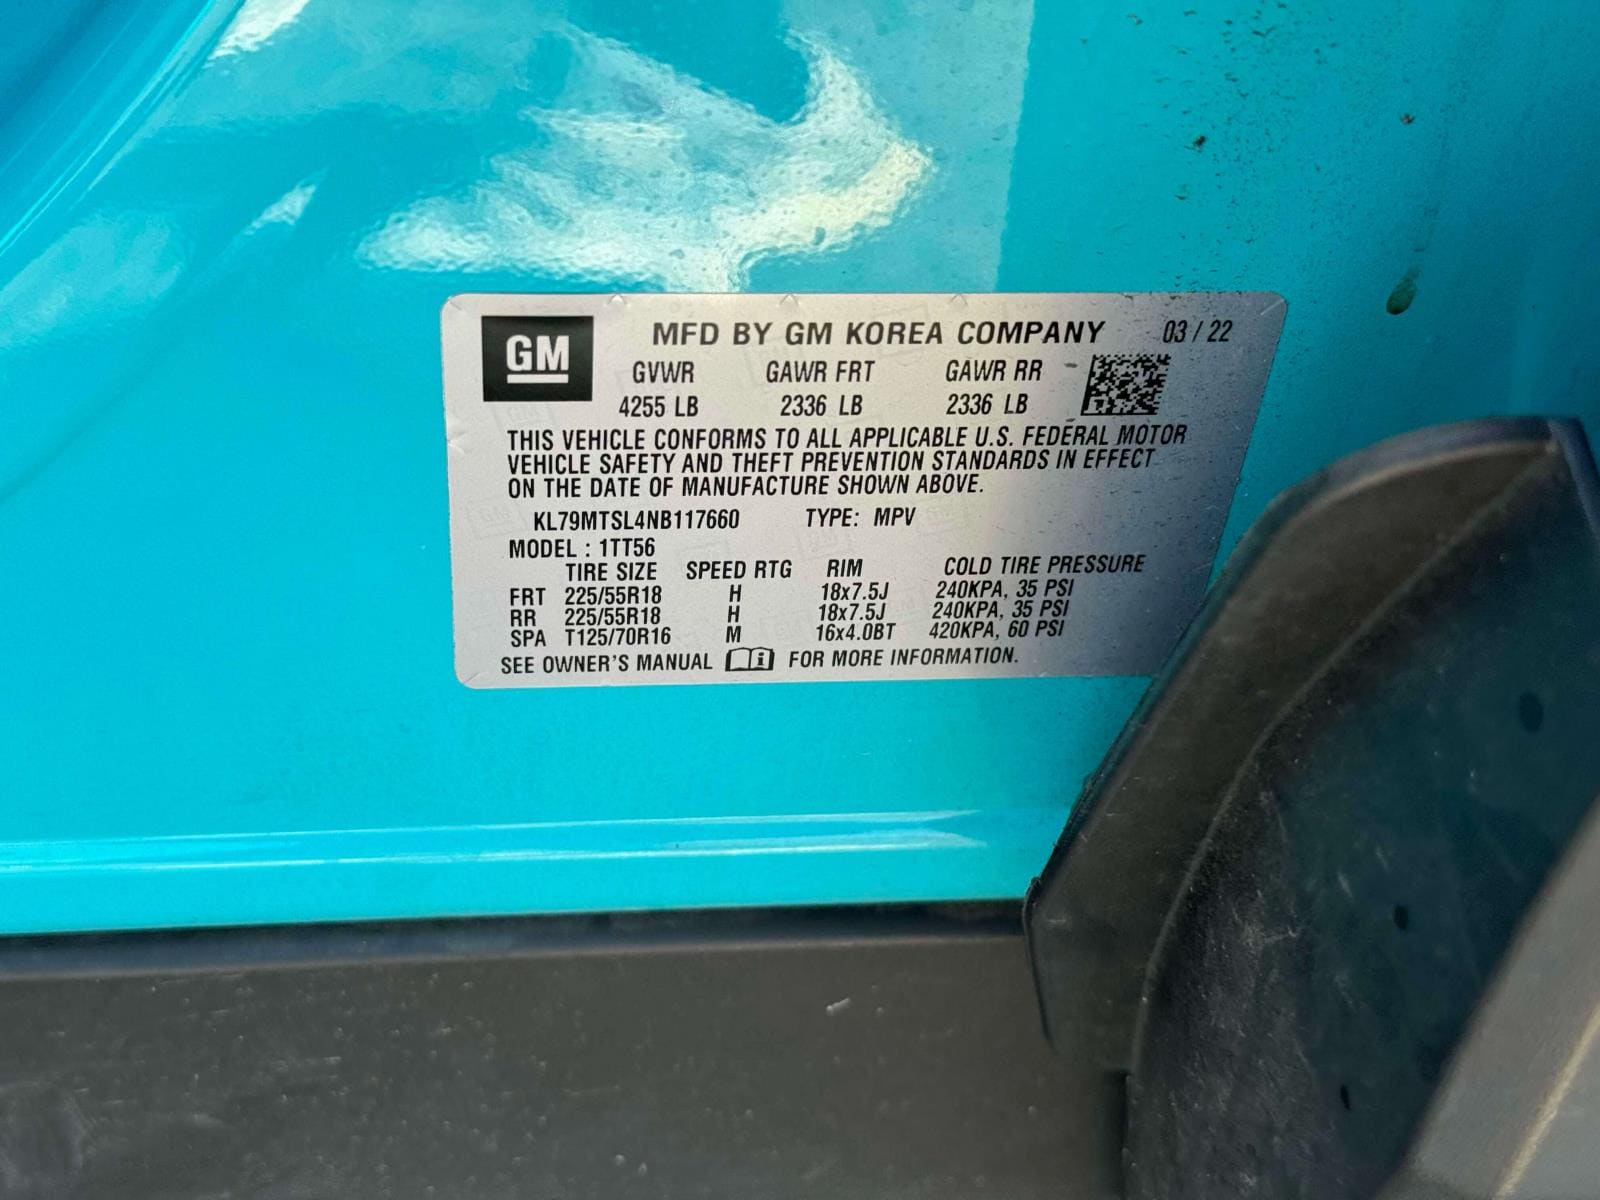 GM MFD BY GM KOREA COMPANY 03 / 22
GVWR GAWR FRT GAWR RR
4255 LB 2336 LB 2336 LB
THIS VEHICLE CONFORMS TO ALL APPLICABLE U.S. FEDERAL MOTOR
VEHICLE SAFETY AND THEFT PREVENTION STANDARDS IN EFFECT
ON THE DATE OF MANUFACTURE SHOWN ABOVE.
KL79MTSL4NB117660 TYPE: MPV
MODEL : 1TT56
TIRE SIZE SPEED RTG RIM COLD TIRE PRESSURE
FRT 225/55R18 H 18x7.5J 240KPA, 35 PSI
RR 225/55R18 H 18x7.5J 240KPA, 35 PSI
SPA T125/70R16 M 16x4.0BT 420KPA, 60 PSI
SEE OWNER'S MANUAL i FOR MORE INFORMATION.